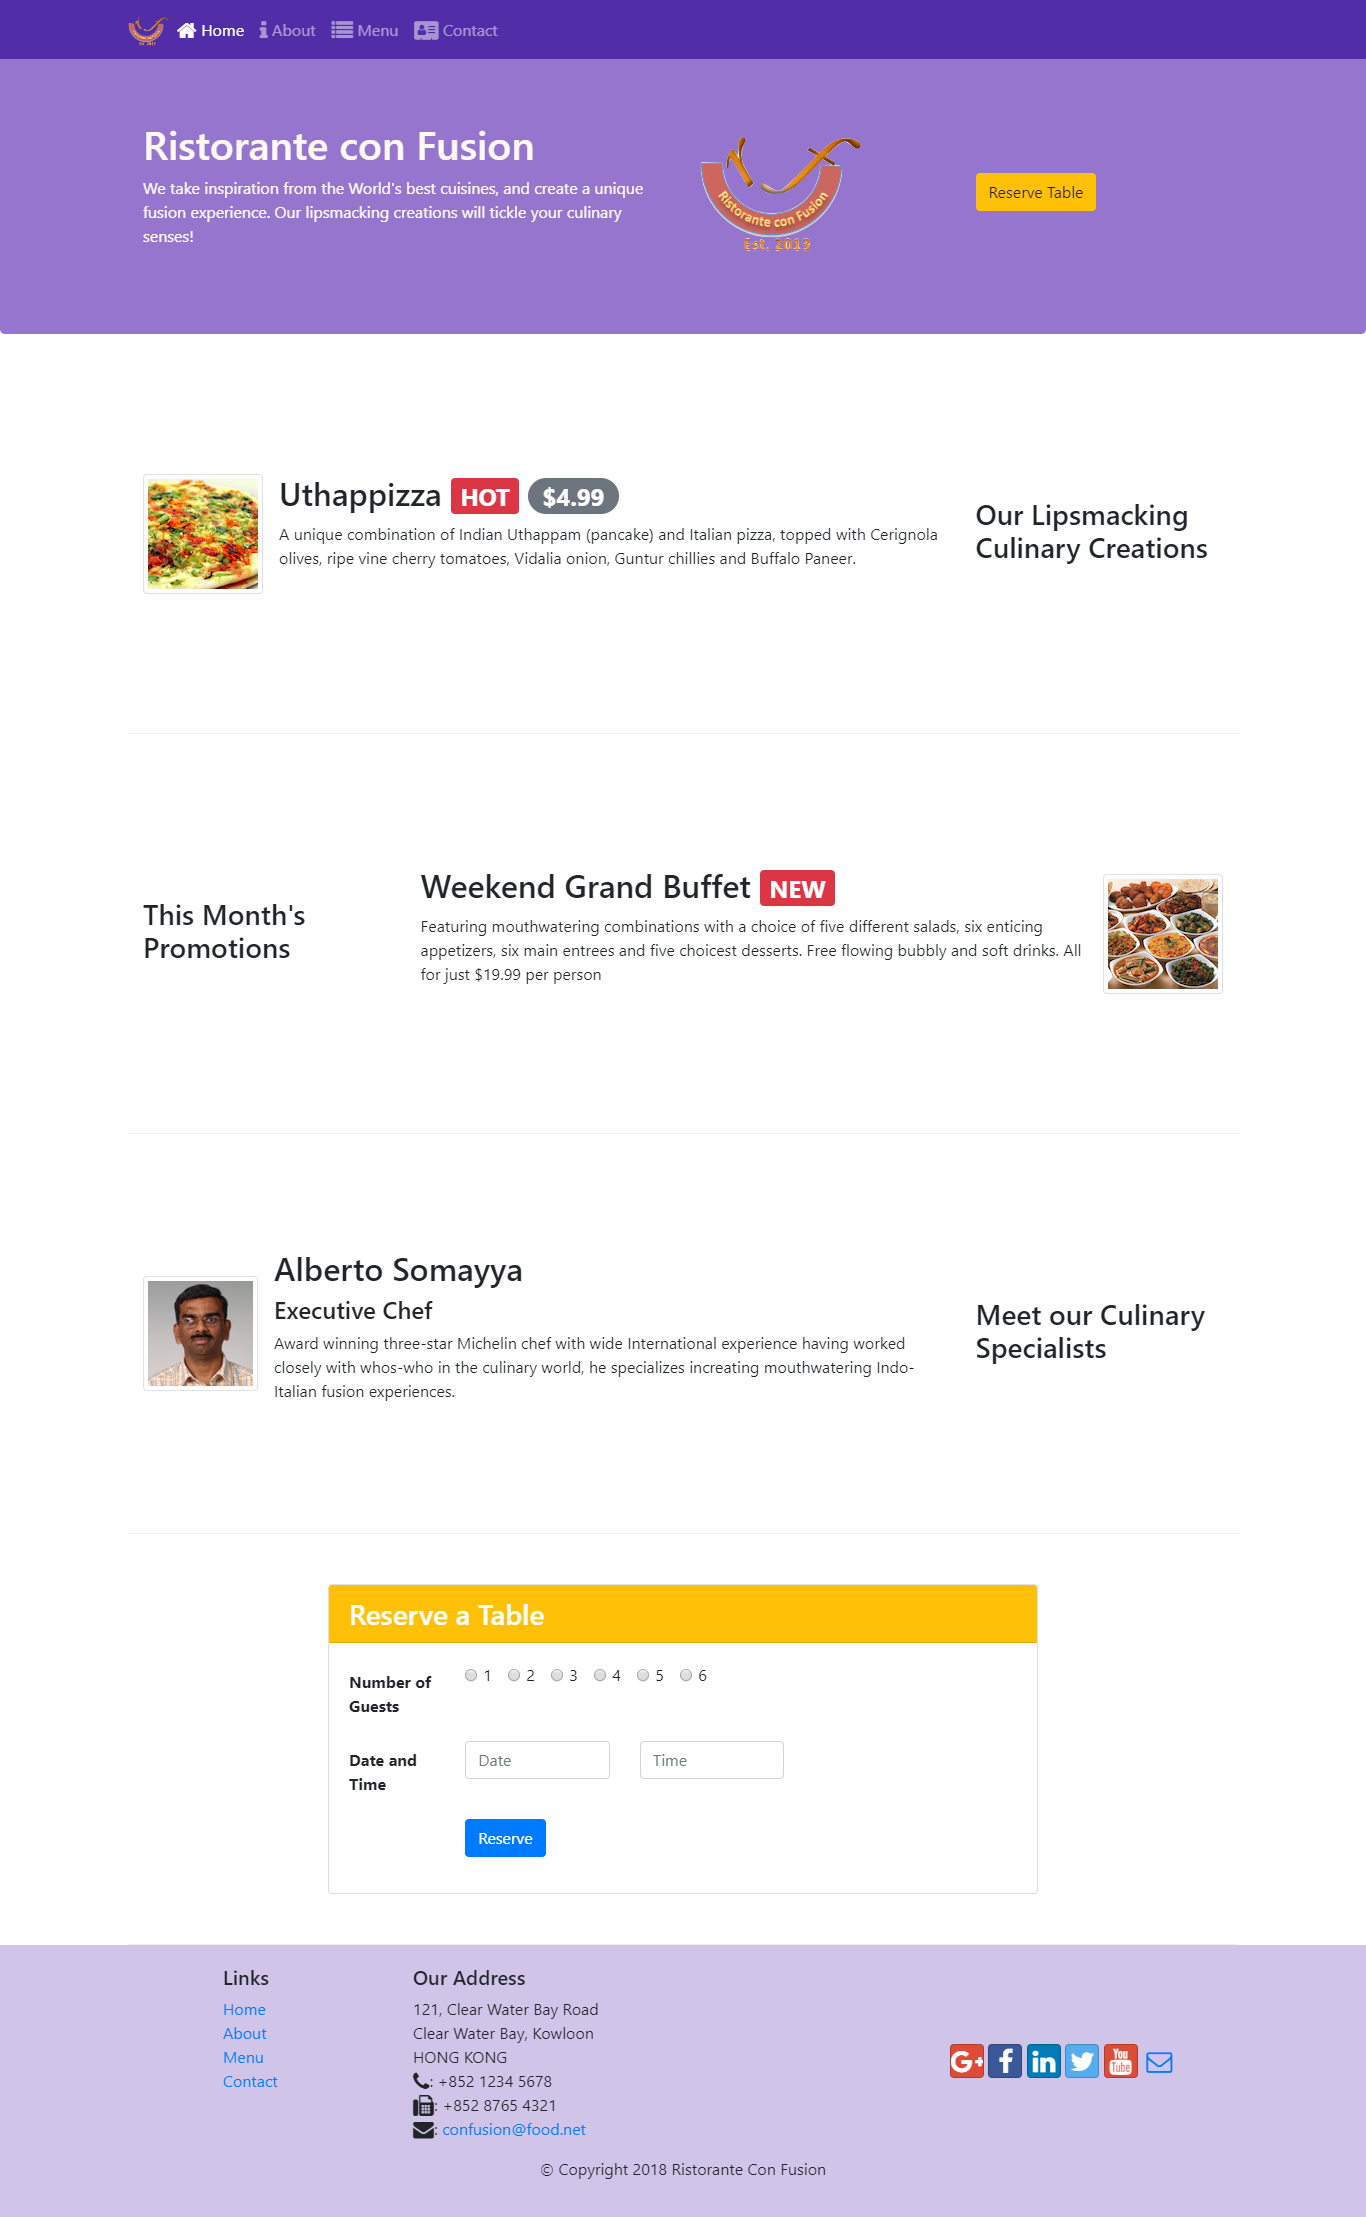 Home About Menu Contact
Ristorante con Fusion
We take inspiration from the World's best cuisines, and create a unique
fusion experience. Our lipsmacking creations will tickle your culinary
senses!
Ristorante con Fusion
Est. 2013
Reserve Table
Uthappizza HOT $4.99
A unique combination of Indian Uthappam (pancake) and Italian pizza, topped with Cerignola
olives, ripe vine cherry tomatoes, Vidalia onion, Guntur chillies and Buffalo Paneer.
Our Lipsmacking
Culinary Creations
This Month's
Promotions
Weekend Grand Buffet NEW
Featuring mouthwatering combinations with a choice of five different salads, six enticing
appetizers, six main entrees and five choicest desserts. Free flowing bubbly and soft drinks. All
for just $19.99 per person
Alberto Somayya
Executive Chef
Award winning three-star Michelin chef with wide International experience having worked
closely with whos-who in the culinary world, he specializes increating mouthwatering Indo-
Italian fusion experiences.
Meet our Culinary
Specialists
Reserve a Table
Number of
Guests
1 2 3 4 5 6
Date and
Time
Date Time
Reserve
Links
Home
About
Menu
Contact
Our Address
121, Clear Water Bay Road
Clear Water Bay, Kowloon
HONG KONG
: +852 1234 5678
: +852 8765 4321
: confusion@food.net
G+ f in You Tube
© Copyright 2018 Ristorante Con Fusion